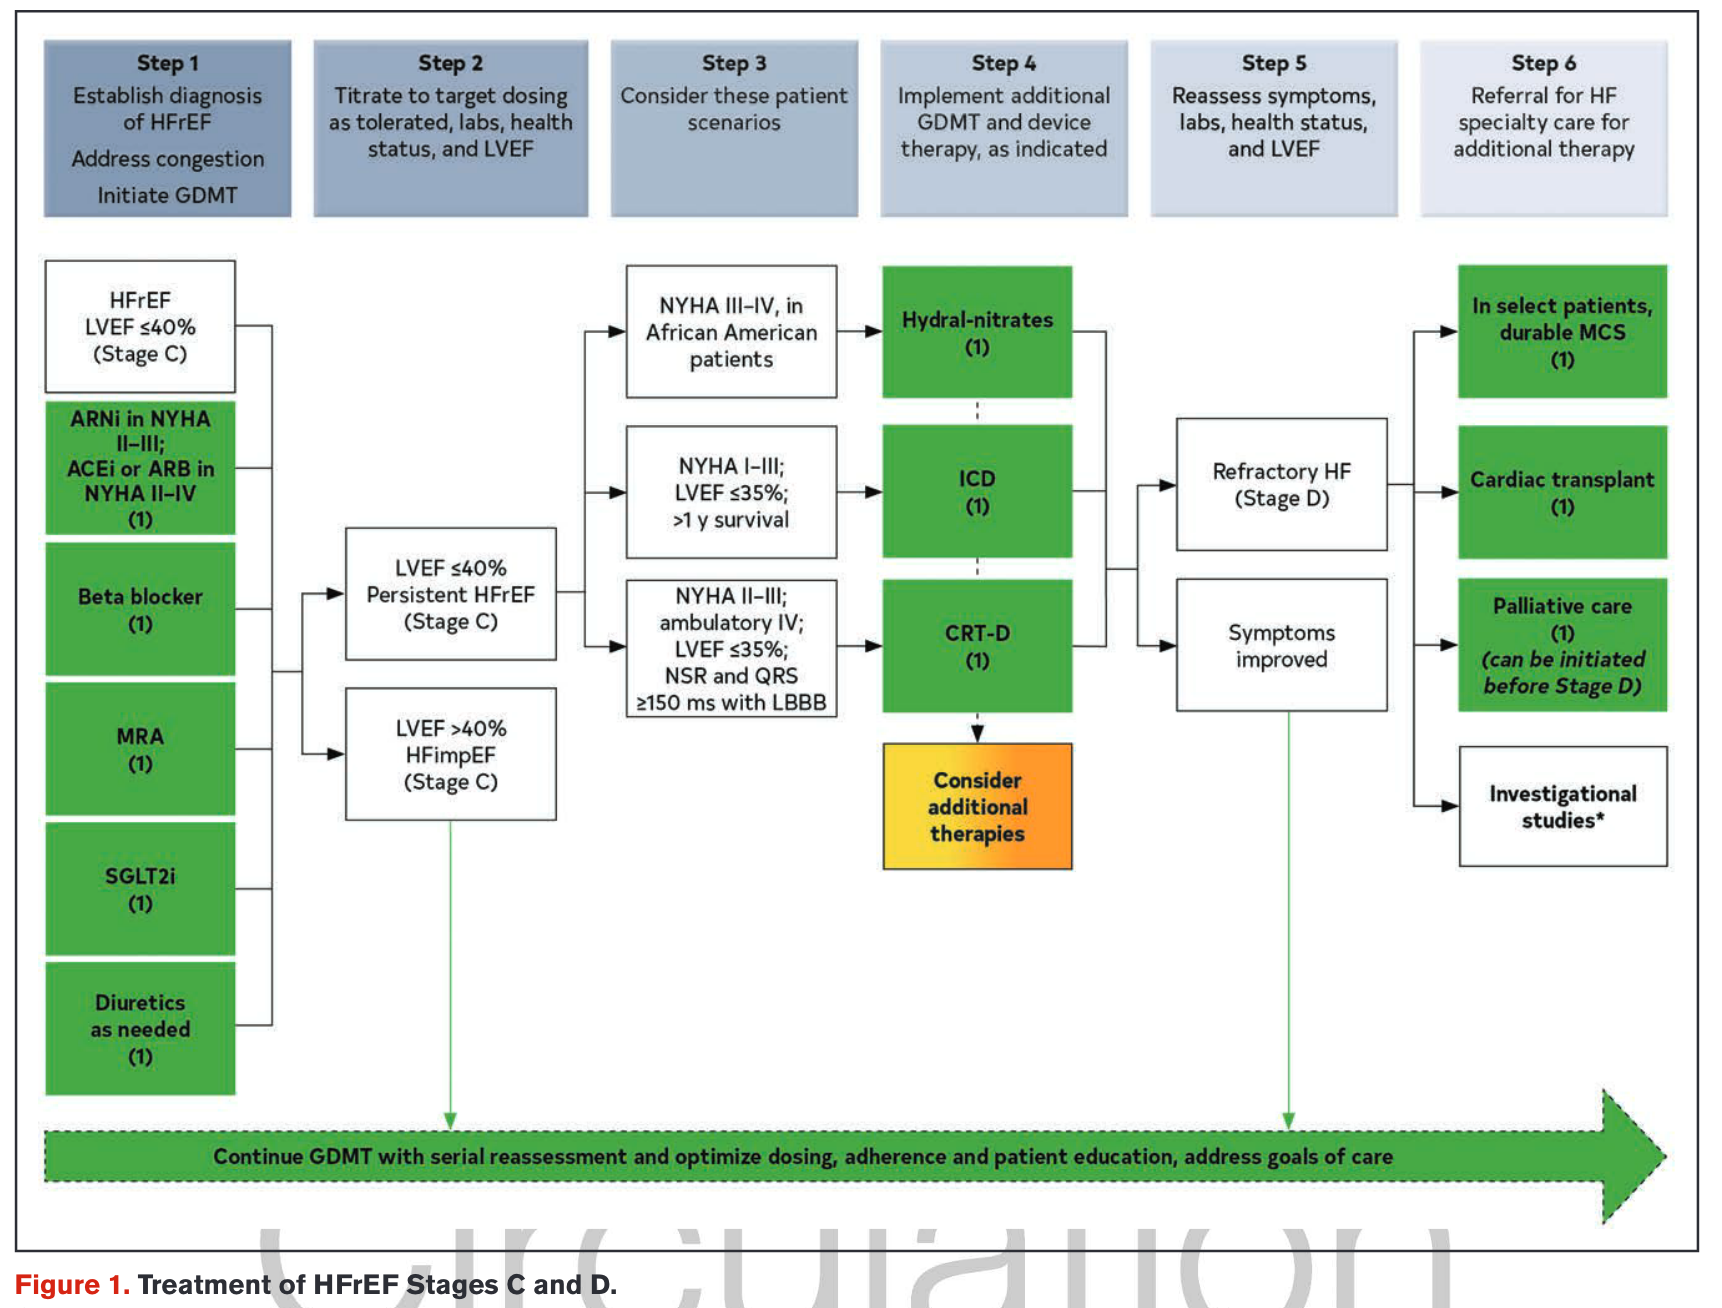 Step 1
Establish diagnosis
of HFrEF
Address congestion
Initiate GDMT
Step 2
Titrate to target dosing
as tolerated, labs, health
status, and LVEF
Step 3
Consider these patient
scenarios
Step 4
Implement additional
GDMT and device
therapy, as indicated
Step 5
Reassess symptoms,
labs, health status,
and LVEF
Step 6
Referral for HF
specialty care for
additional therapy
HFrEF
LVEF ≤40%
(Stage C)
ARNi in NYHA
II–III;
ACEi or ARB in
NYHA II–IV
(1)
Beta blocker
(1)
MRA
(1)
SGLT2i
(1)
Diuretics
as needed
(1)
LVEF ≤40%
Persistent HFrEF
(Stage C)
LVEF >40%
HFimpEF
(Stage C)
NYHA III–IV, in
African American
patients
NYHA I–III;
LVEF ≤35%;
>1 y survival
NYHA II–III;
ambulatory IV;
LVEF ≤35%;
NSR and QRS
≥150 ms with LBBB
Hydral-nitrates
(1)
ICD
(1)
CRT-D
(1)
Consider
additional
therapies
Refractory HF
(Stage D)
Symptoms
improved
In select patients,
durable MCS
(1)
Cardiac transplant
(1)
Palliative care
(1)
(can be initiated
before Stage D)
Investigational
studies*
Continue GDMT with serial reassessment and optimize dosing, adherence and patient education, address goals of care
Circulation
Figure 1. Treatment of HFrEF Stages C and D.